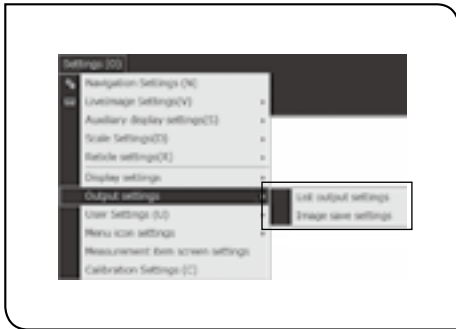 Settings (O)
Navigation Settings (N)
LiveImage Settings(V)
Auxiliary display settings(S)
Scale Settings(D)
Reticle settings(R)
Display settings
Output settings
List output settings
User Settings (U)
Image save settings
Menu icon settings
Measurement item screen settings
Calibration Settings (C)